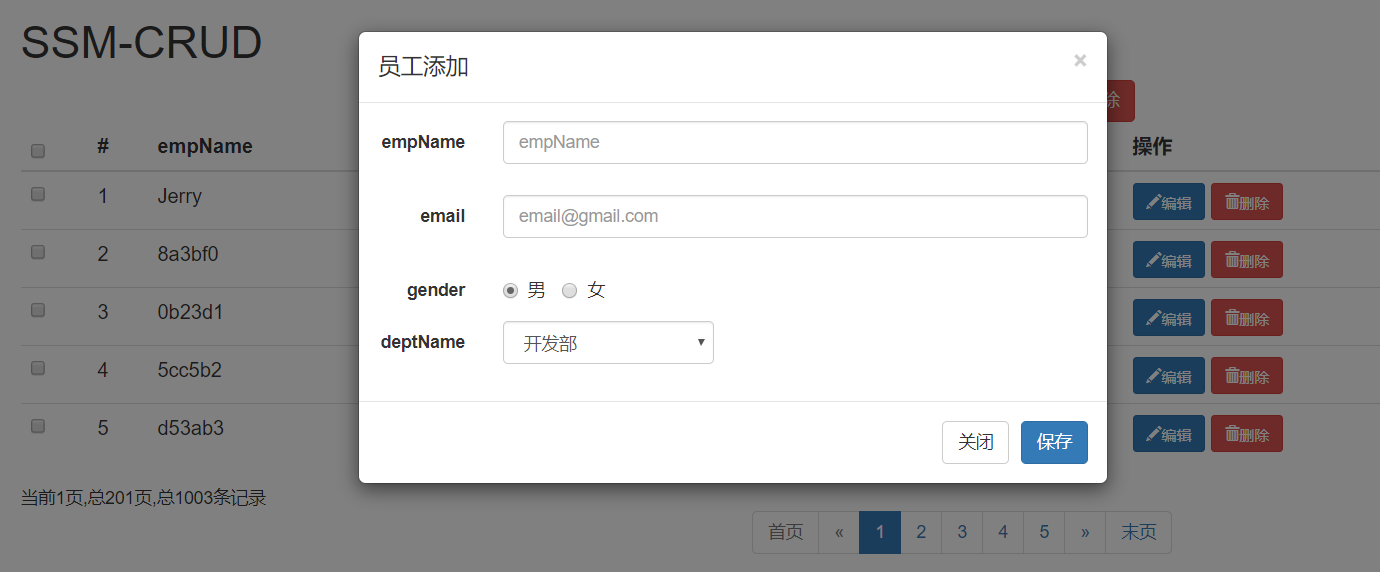 SSM-CRUD
员工添加 ×
除
empName empName
email email@gmail.com
gender 男 女
deptName 开发部
关闭 保存
# empName 操作
1 Jerry 编辑 删除
2 8a3bf0 编辑 删除
3 0b23d1 编辑 删除
4 5cc5b2 编辑 删除
5 d53ab3 编辑 删除
当前1页,总201页,总1003条记录
首页 « 1 2 3 4 5 » 末页